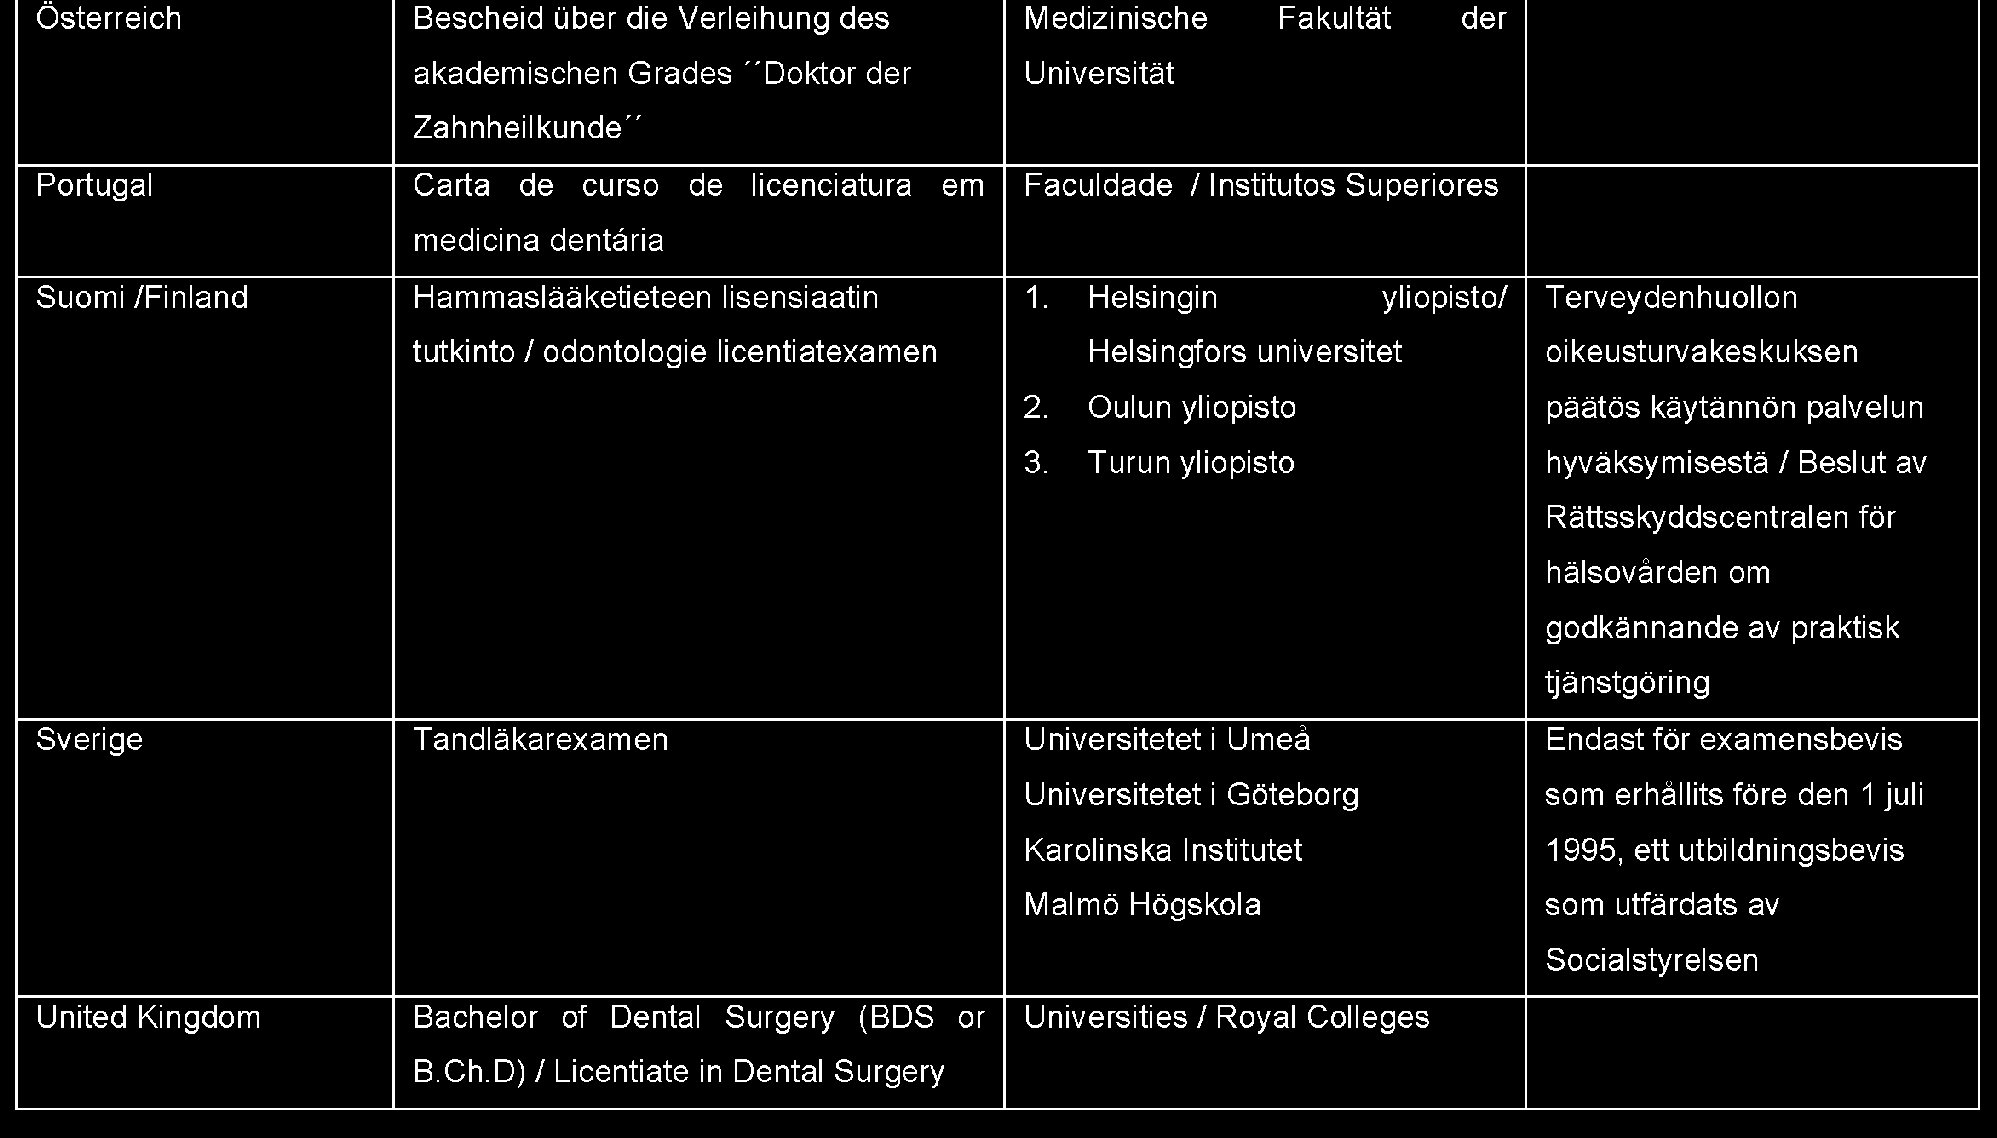 Österreich
Bescheid über die Verleihung des
akademischen Grades ´´Doktor der
Zahnheilkunde´´
Medizinische Fakultät der
Universität
Portugal
Carta de curso de licenciatura em
medicina dentária
Faculdade / Institutos Superiores
Suomi /Finland
Hammaslääketieteen lisensiaatin
tutkinto / odontologie licentiatexamen
1. Helsingin yliopisto/
Helsingfors universitet
2. Oulun yliopisto
3. Turun yliopisto
Terveydenhuollon
oikeusturvakeskuksen
päätös käytännön palvelun
hyväksymisestä / Beslut av
Rättsskyddscentralen för
hälsovården om
godkännande av praktisk
tjänstgöring
Sverige
Tandläkarexamen
Universitetet i Umeå
Universitetet i Göteborg
Karolinska Institutet
Malmö Högskola
Endast för examensbevis
som erhållits före den 1 juli
1995, ett utbildningsbevis
som utfärdats av
Socialstyrelsen
United Kingdom
Bachelor of Dental Surgery (BDS or
B.Ch.D) / Licentiate in Dental Surgery
Universities / Royal Colleges